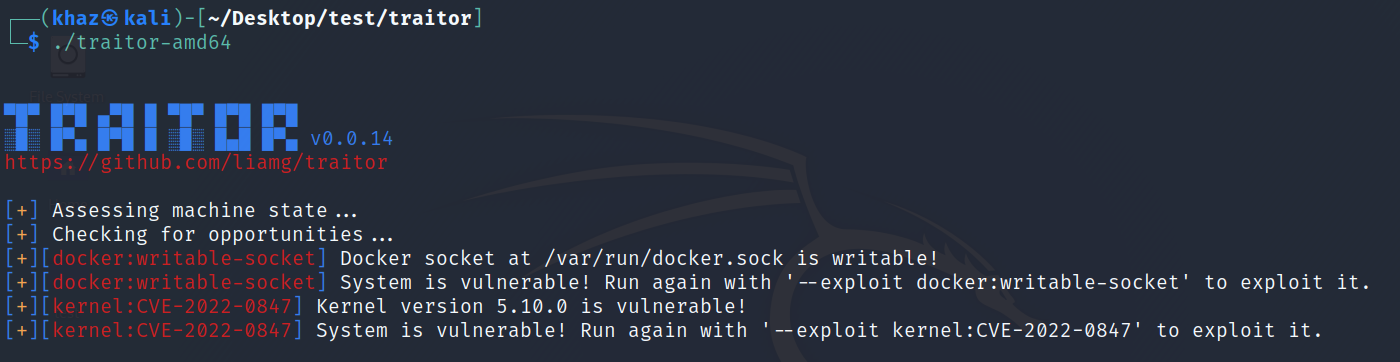 (khaz㉿kali)-[~/Desktop/test/traitor]
$ ./traitor-amd64
TRAITOR v0.0.14
https://github.com/liamg/traitor
[+] Assessing machine state...
[+] Checking for opportunities...
[+][docker:writable-socket] Docker socket at /var/run/docker.sock is writable!
[+][docker:writable-socket] System is vulnerable! Run again with '--exploit docker:writable-socket' to exploit it.
[+][kernel:CVE-2022-0847] Kernel version 5.10.0 is vulnerable!
[+][kernel:CVE-2022-0847] System is vulnerable! Run again with '--exploit kernel:CVE-2022-0847' to exploit it.